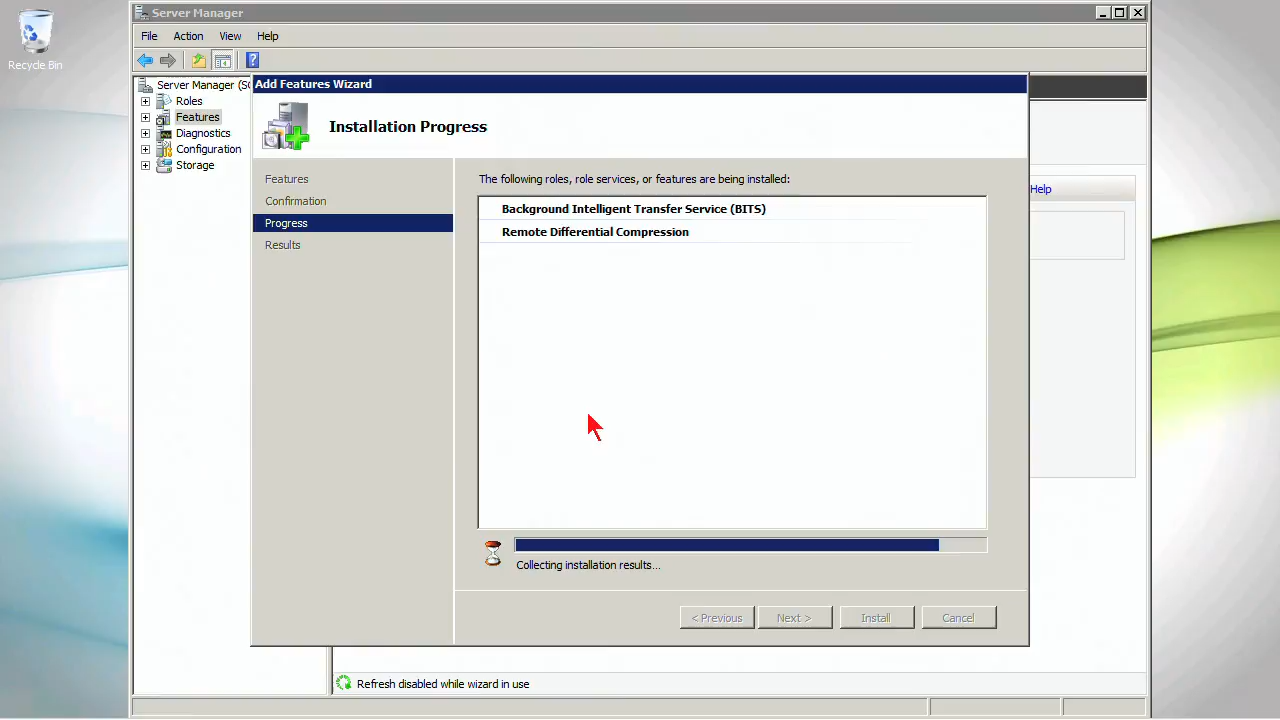 Recycle Bin
Server Manager
File Action View Help
Server Manager (SC
Roles
Features
Diagnostics
Configuration
Storage
Add Features Wizard
Installation Progress
Features
Confirmation
Progress
Results
The following roles, role services, or features are being installed:
Background Intelligent Transfer Service (BITS)
Remote Differential Compression
Collecting installation results...
< Previous Next > Install Cancel
Help
Refresh disabled while wizard in use